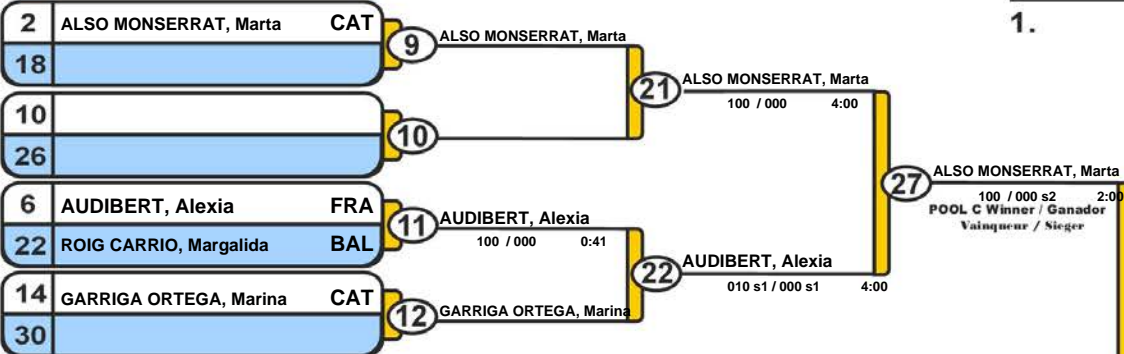 1.
2 ALSO MONSERRAT, Marta CAT
18
9 ALSO MONSERRAT, Marta
10
26
10
21 ALSO MONSERRAT, Marta
100 / 000 4:00
6 AUDIBERT, Alexia FRA
22 ROIG CARRIO, Margalida BAL
11 AUDIBERT, Alexia
100 / 000 0:41
14 GARRIGA ORTEGA, Marina CAT
30
12 GARRIGA ORTEGA, Marina
22 AUDIBERT, Alexia
010 s1 / 000 s1 4:00
27 ALSO MONSERRAT, Marta
100 / 000 s2 2:00
POOL C Winner / Ganador
Vainqueur / Sieger